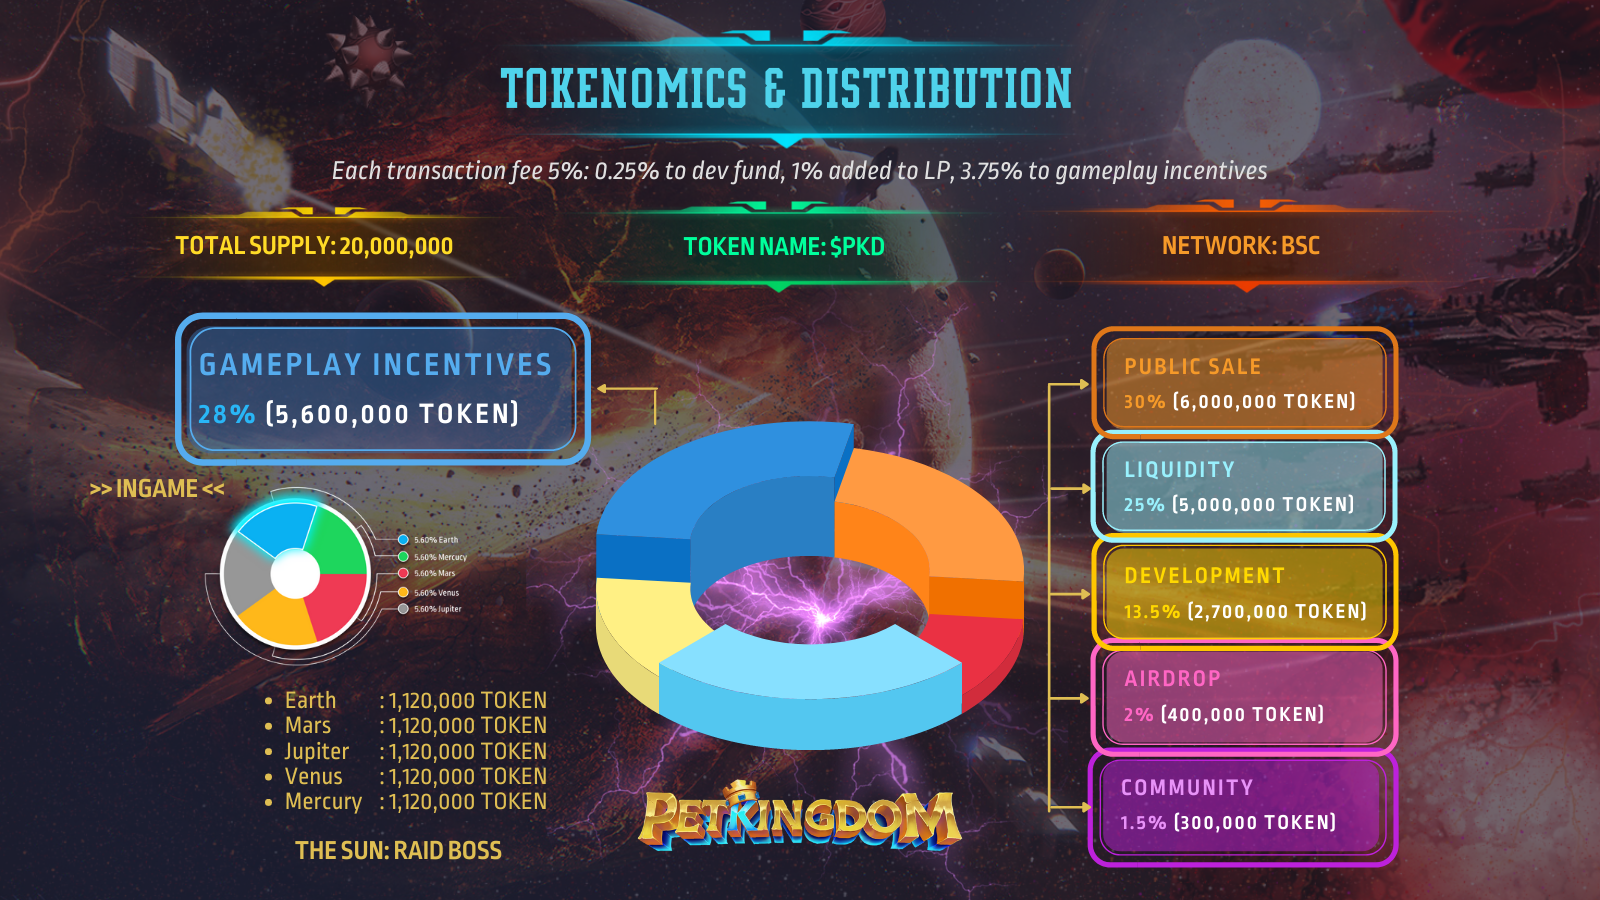 TOKENOMICS & DISTRIBUTION
Each transaction fee 5%: 0.25% to dev fund, 1% added to LP, 3.75% to gameplay incentives
TOTAL SUPPLY: 20,000,000
TOKEN NAME: $PKD
NETWORK: BSC
GAMEPLAY INCENTIVES
28% (5,600,000 TOKEN)
>> INGAME <<
5.60% Earth
5.60% Mercury
5.60% Mars
5.60% Venus
5.60% Jupiter
• Earth : 1,120,000 TOKEN
• Mars : 1,120,000 TOKEN
• Jupiter : 1,120,000 TOKEN
• Venus : 1,120,000 TOKEN
• Mercury : 1,120,000 TOKEN
THE SUN: RAID BOSS
PETKINGDOM
PUBLIC SALE
30% (6,000,000 TOKEN)
LIQUIDITY
25% (5,000,000 TOKEN)
DEVELOPMENT
13.5% (2,700,000 TOKEN)
AIRDROP
2% (400,000 TOKEN)
COMMUNITY
1.5% (300,000 TOKEN)